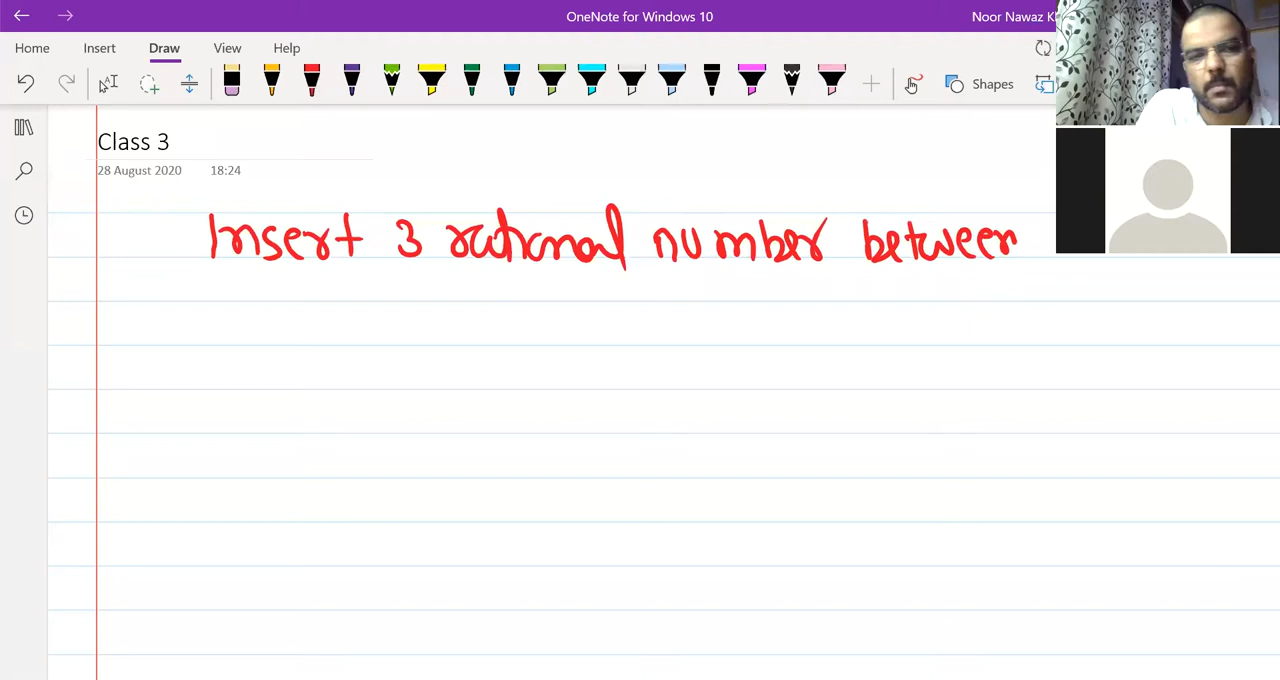 OneNote for Windows 10
Noor Nawaz K
Home Insert Draw View Help
Shapes
Class 3
28 August 2020 18:24
Insert 3 rational number between